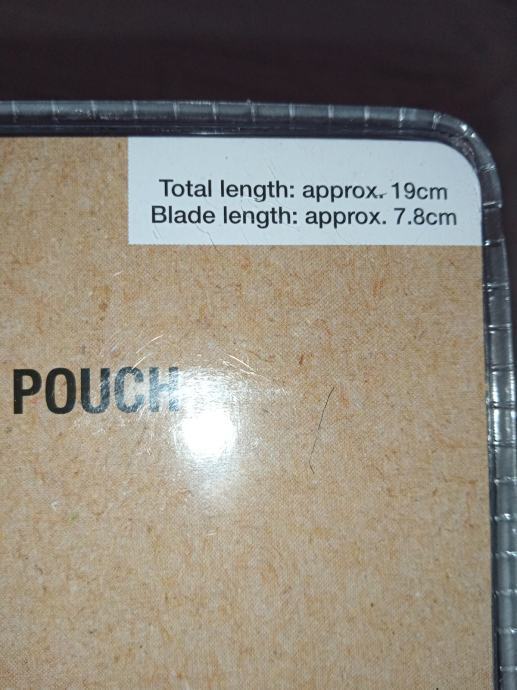 Total length: approx. 19cm
Blade length: approx. 7.8cm
POUCH